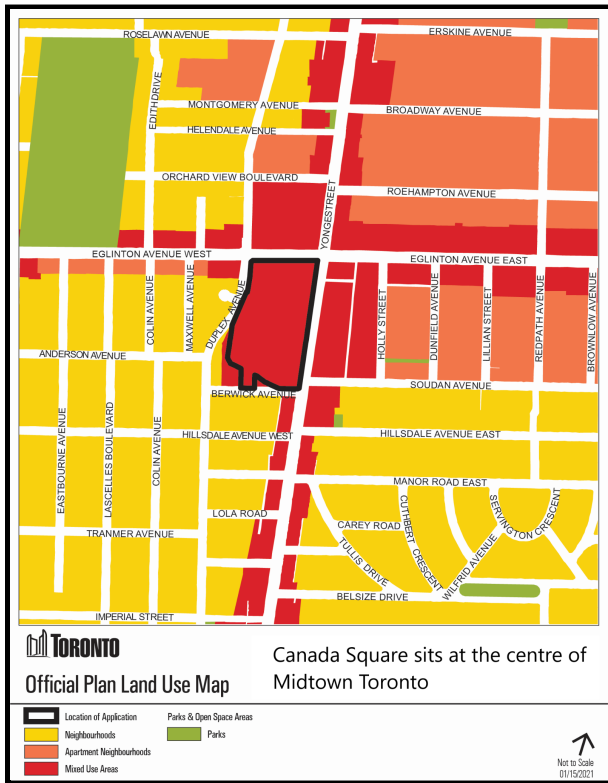 ROSELAWN AVENUE
ERSKINE AVENUE
EDITH DRIVE
MONTGOMERY AVENUE
BROADWAY AVENUE
HELENDALE AVENUE
ORCHARD VIEW BOULEVARD
ROEHAMPTON AVENUE
YONGE STREET
EGLINTON AVENUE WEST
EGLINTON AVENUE EAST
COLIN AVENUE
MAXWELL AVENUE
DUPLEX AVENUE
HOLLY STREET
DUNFIELD AVENUE
LILLIAN STREET
REDPATH AVENUE
BROWNLOW AVENUE
ANDERSON AVENUE
SOUDAN AVENUE
BERWICK AVENUE
EASTBOURNE AVENUE
LASCELLES BOULEVARD
COLIN AVENUE
HILLSDALE AVENUE WEST
HILLSDALE AVENUE EAST
MANOR ROAD EAST
LOLA ROAD
CAREY ROAD
CUTHBERT CRESCENT
SERVINGTON CRESCENT
TRANMER AVENUE
TULLIS DRIVE
WILFRID AVENUE
BELSIZE DRIVE
IMPERIAL STREET
TORONTO
Official Plan Land Use Map
Canada Square sits at the centre of
Midtown Toronto
Location of Application
Parks & Open Space Areas
Neighbourhoods
Parks
Apartment Neighbourhoods
Mixed Use Areas
Not to Scale
01/15/2021